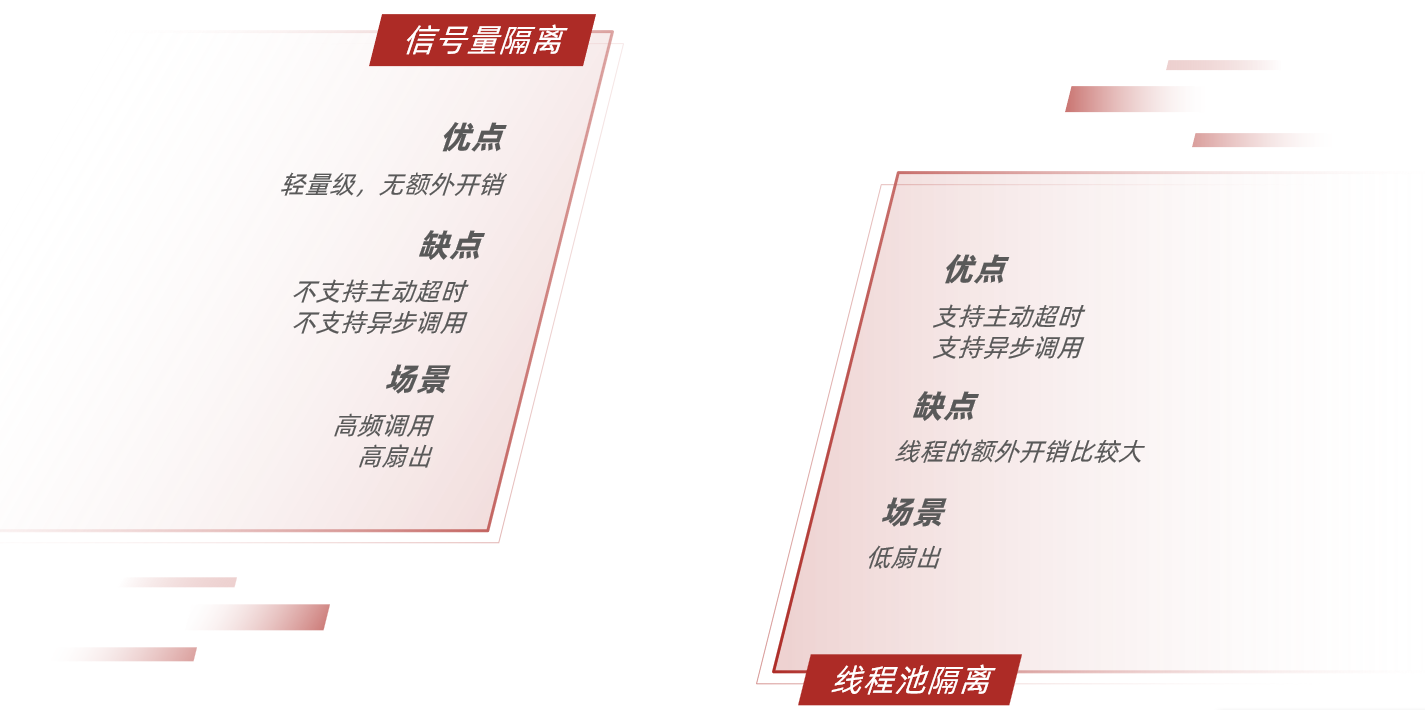 信号量隔离
优点
轻量级，无额外开销
缺点
不支持主动超时
不支持异步调用
场景
高频调用
高扇出
优点
支持主动超时
支持异步调用
缺点
线程的额外开销比较大
场景
低扇出
线程池隔离